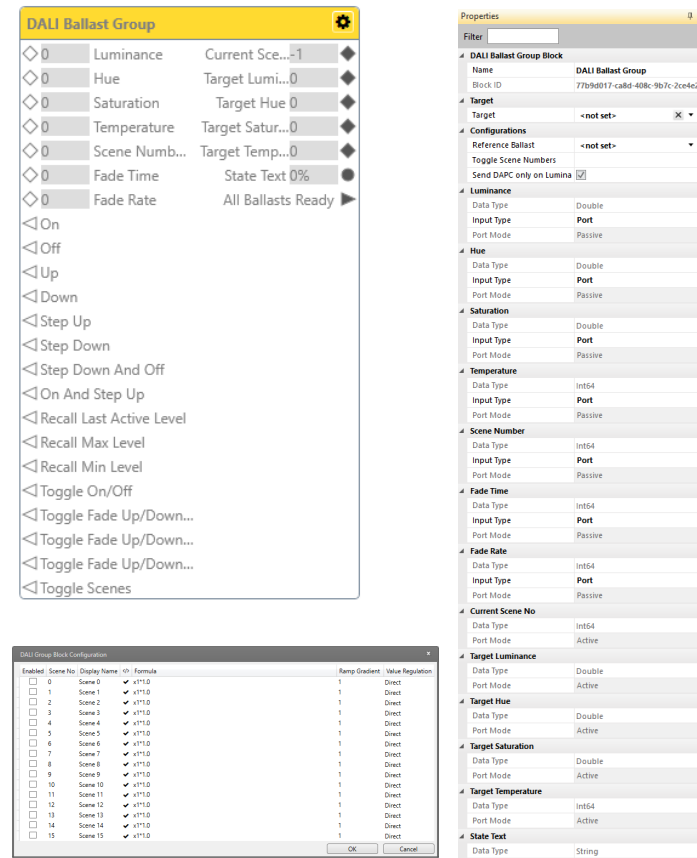 DALI Ballast Group
0 Luminance Current Sce...-1
0 Hue Target Lumi...0
0 Saturation Target Hue 0
0 Temperature Target Satur...0
0 Scene Numb... Target Temp...0
0 Fade Time State Text 0%
0 Fade Rate All Ballasts Ready
On
Off
Up
Down
Step Up
Step Down
Step Down And Off
On And Step Up
Recall Last Active Level
Recall Max Level
Recall Min Level
Toggle On/Off
Toggle Fade Up/Down...
Toggle Fade Up/Down...
Toggle Fade Up/Down...
Toggle Scenes
DALI Group Block Configuration x
Enabled Scene No Display Name </> Formula Ramp Gradient Value Regulation
0 Scene 0 ✔ x1*1.0 1 Direct
1 Scene 1 ✔ x1*1.0 1 Direct
2 Scene 2 ✔ x1*1.0 1 Direct
3 Scene 3 ✔ x1*1.0 1 Direct
4 Scene 4 ✔ x1*1.0 1 Direct
5 Scene 5 ✔ x1*1.0 1 Direct
6 Scene 6 ✔ x1*1.0 1 Direct
7 Scene 7 ✔ x1*1.0 1 Direct
8 Scene 8 ✔ x1*1.0 1 Direct
9 Scene 9 ✔ x1*1.0 1 Direct
10 Scene 10 ✔ x1*1.0 1 Direct
11 Scene 11 ✔ x1*1.0 1 Direct
12 Scene 12 ✔ x1*1.0 1 Direct
13 Scene 13 ✔ x1*1.0 1 Direct
14 Scene 14 ✔ x1*1.0 1 Direct
15 Scene 15 ✔ x1*1.0 1 Direct
OK Cancel
Properties
Filter
DALI Ballast Group Block
Name DALI Ballast Group
Block ID 77b9d017-ca8d-408c-9b7c-2ce4e2
Target
Target <not set>
Configurations
Reference Ballast <not set>
Toggle Scene Numbers
Send DAPC only on Lumina
Luminance
Data Type Double
Input Type Port
Port Mode Passive
Hue
Data Type Double
Input Type Port
Port Mode Passive
Saturation
Data Type Double
Input Type Port
Port Mode Passive
Temperature
Data Type Int64
Input Type Port
Port Mode Passive
Scene Number
Data Type Int64
Input Type Port
Port Mode Passive
Fade Time
Data Type Int64
Input Type Port
Port Mode Passive
Fade Rate
Data Type Int64
Input Type Port
Port Mode Passive
Current Scene No
Data Type Int64
Port Mode Active
Target Luminance
Data Type Double
Port Mode Active
Target Hue
Data Type Double
Port Mode Active
Target Saturation
Data Type Double
Port Mode Active
Target Temperature
Data Type Int64
Port Mode Active
State Text
Data Type String